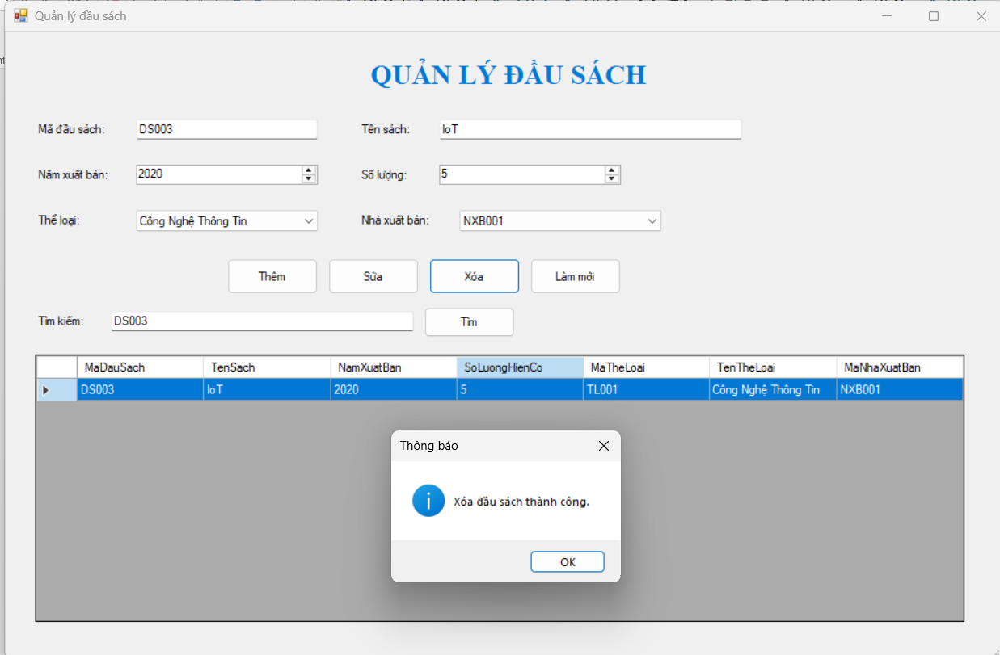 Quản lý đầu sách
QUẢN LÝ ĐẦU SÁCH
Mã đầu sách: DS003 Tên sách: IoT
Năm xuất bản: 2020 Số lượng: 5
Thể loại: Công Nghệ Thông Tin Nhà xuất bản: NXB001
Thêm Sửa Xóa Làm mới
Tìm kiếm: DS003 Tìm
MaDauSach TenSach NamXuatBan SoLuongHienCo MaTheLoai TenTheLoai MaNhaXuatBan
DS003 IoT 2020 5 TL001 Công Nghệ Thông Tin NXB001
Thông báo
Xóa đầu sách thành công.
OK